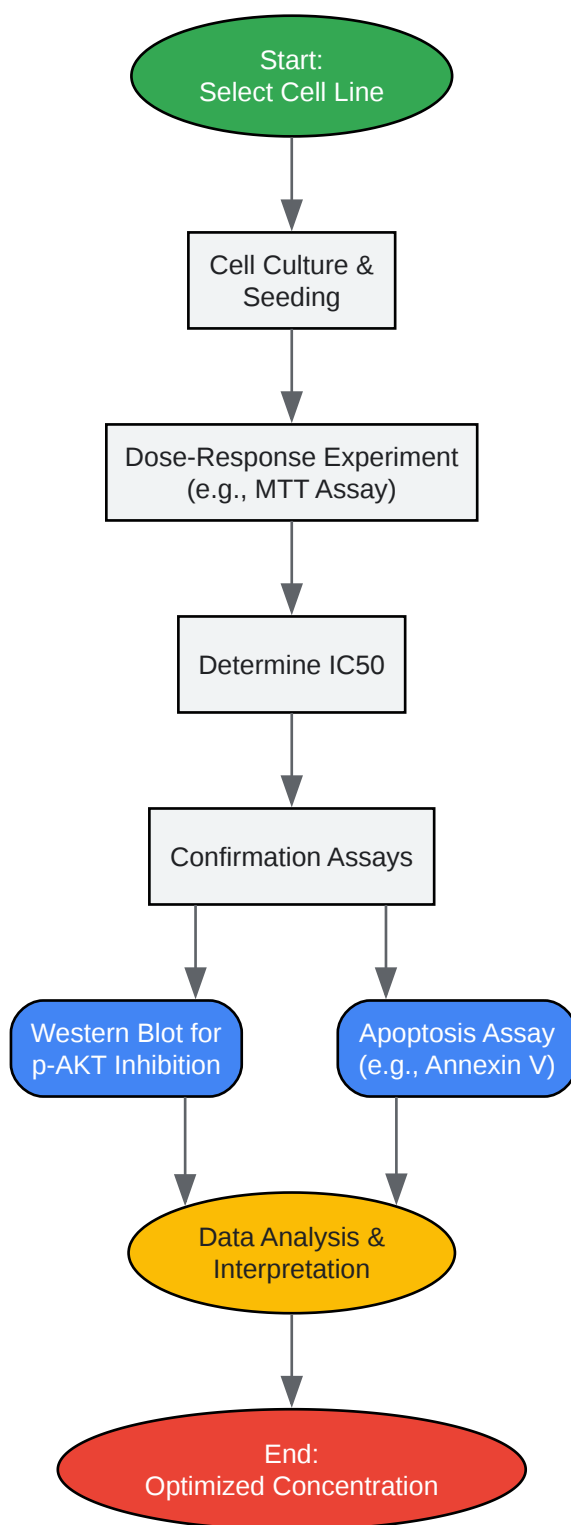 Start:
Select Cell Line
Cell Culture &
Seeding
Dose-Response Experiment
(e.g., MTT Assay)
Determine IC50
Confirmation Assays
Western Blot for
p-AKT Inhibition
Apoptosis Assay
(e.g., Annexin V)
Data Analysis &
Interpretation
End:
Optimized Concentration